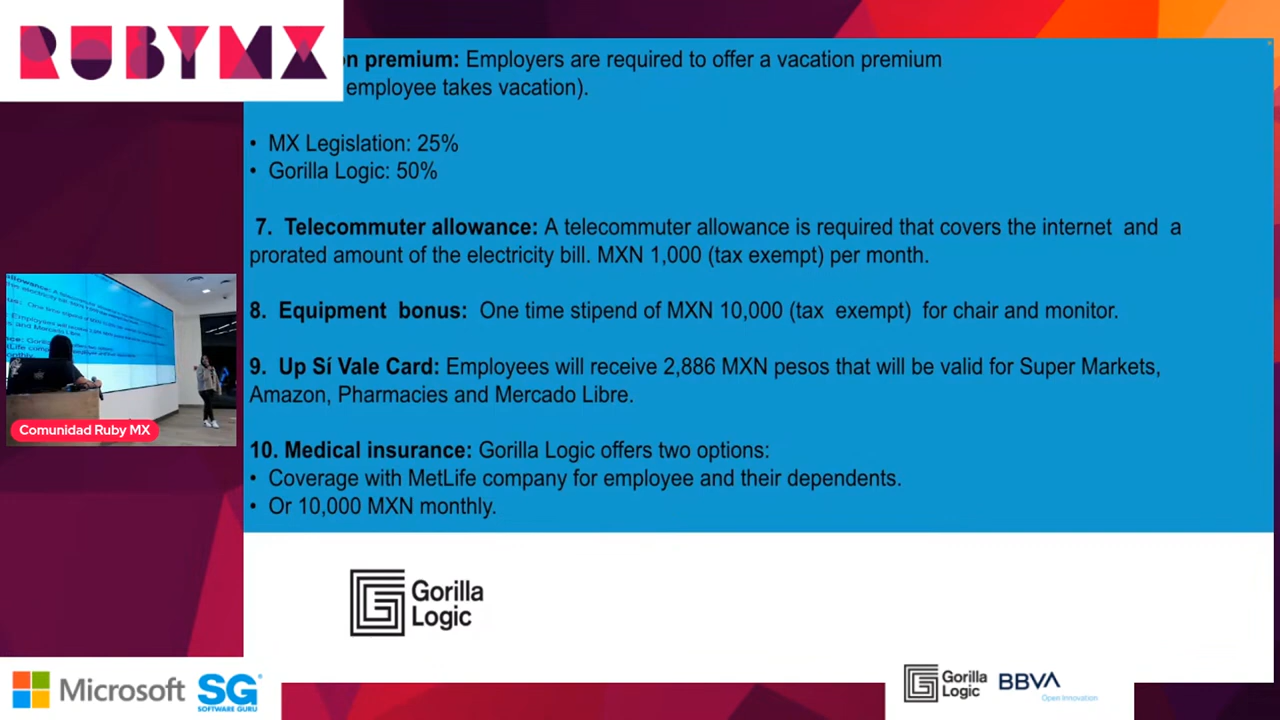 RUBYMX
on premium: Employers are required to offer a vacation premium
employee takes vacation).
• MX Legislation: 25%
• Gorilla Logic: 50%
7. Telecommuter allowance: A telecommuter allowance is required that covers the internet and a
prorated amount of the electricity bill. MXN 1,000 (tax exempt) per month.
8. Equipment bonus: One time stipend of MXN 10,000 (tax exempt) for chair and monitor.
9. Up Sí Vale Card: Employees will receive 2,886 MXN pesos that will be valid for Super Markets,
Amazon, Pharmacies and Mercado Libre.
10. Medical insurance: Gorilla Logic offers two options:
• Coverage with MetLife company for employee and their dependents.
• Or 10,000 MXN monthly.
Comunidad Ruby MX
Gorilla
Logic
Microsoft
SG
SOFTWARE GURU
Gorilla
Logic
BBVA
Open Innovation